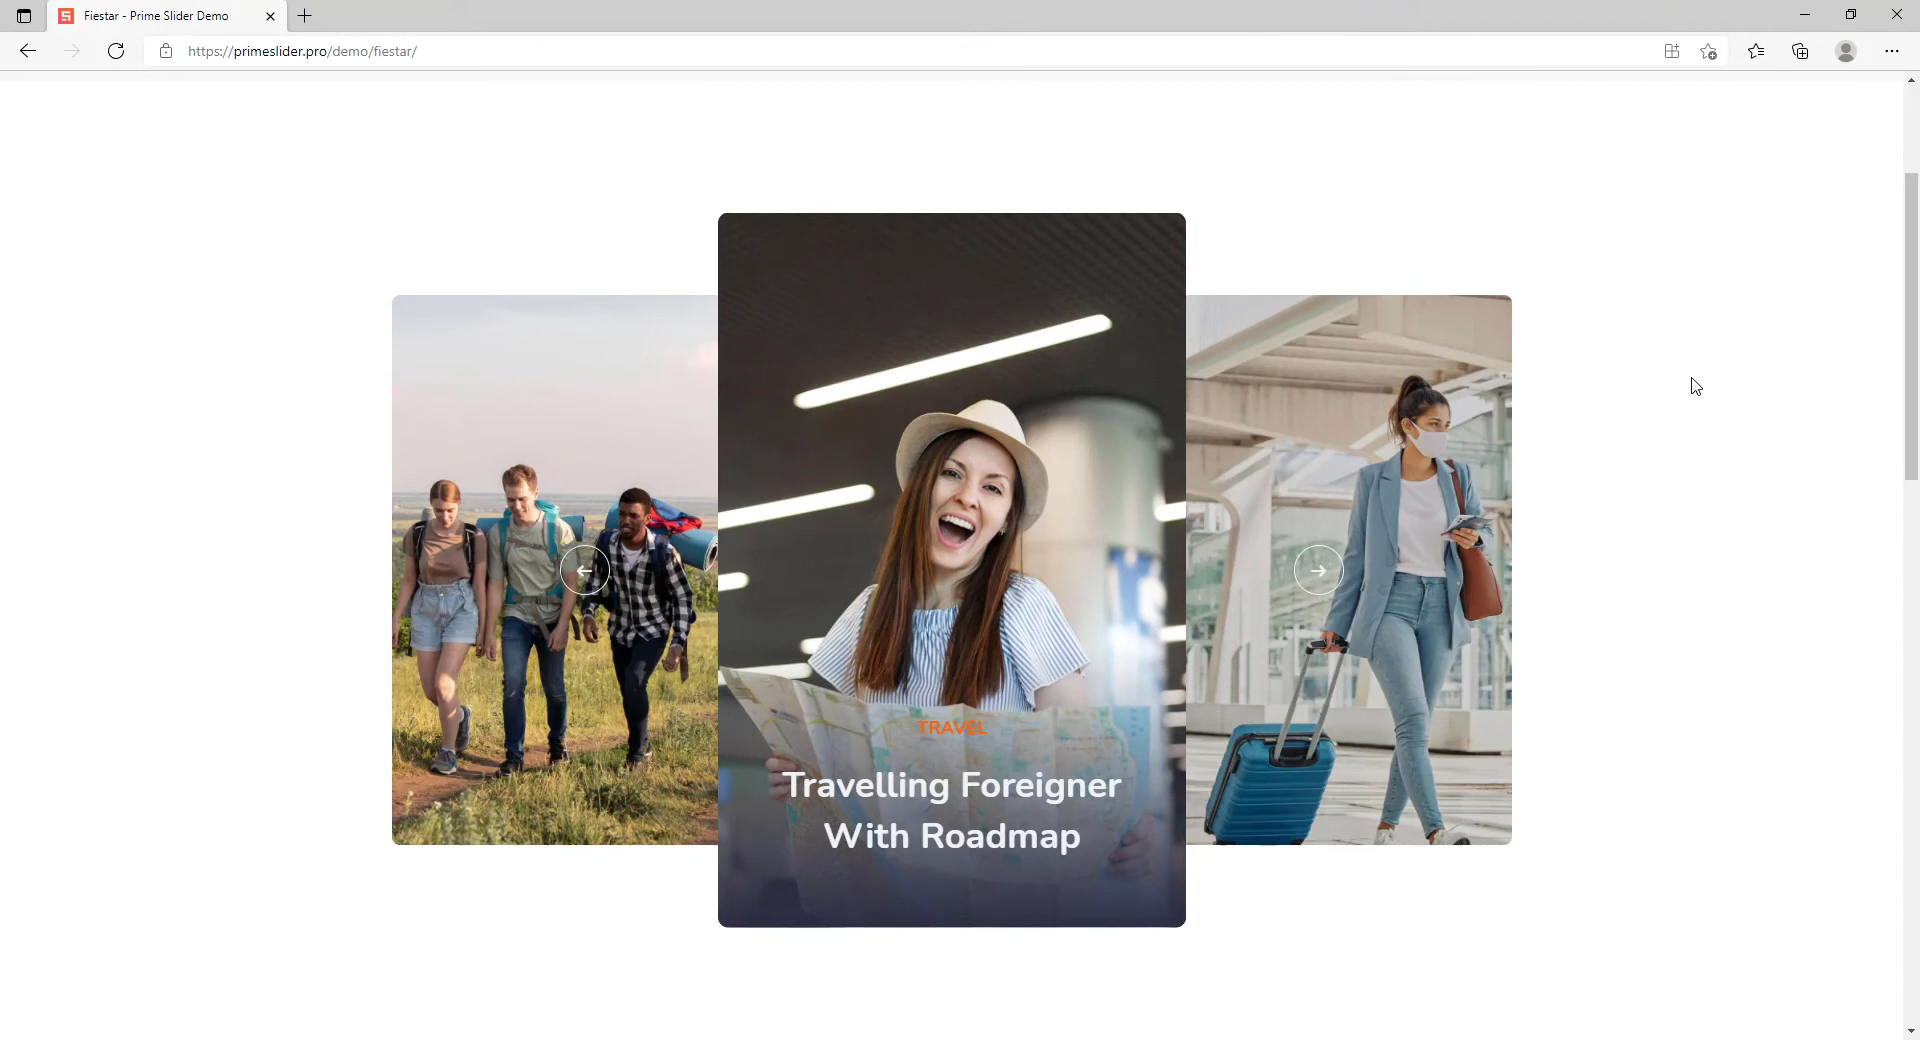 Fiestar - Prime Slider Demo
https://primeslider.pro/demo/fiestar/
TRAVEL
Travelling Foreigner
With Roadmap